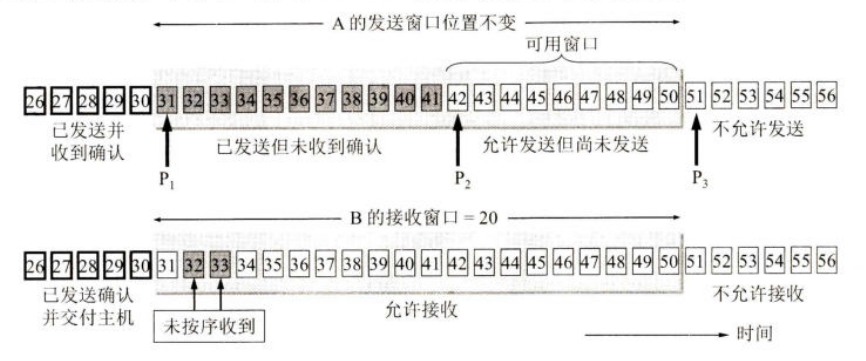 A 的发送窗口位置不变
可用窗口
26 27 28 29 30 31 32 33 34 35 36 37 38 39 40 41 42 43 44 45 46 47 48 49 50 51 52 53 54 55 56
已发送并
收到确认
已发送但未收到确认
允许发送但尚未发送
不允许发送
P1
P2
P3
B 的接收窗口 = 20
26 27 28 29 30 31 32 33 34 35 36 37 38 39 40 41 42 43 44 45 46 47 48 49 50 51 52 53 54 55 56
已发送确认
并交付主机
未按序收到
允许接收
不允许接收
时间